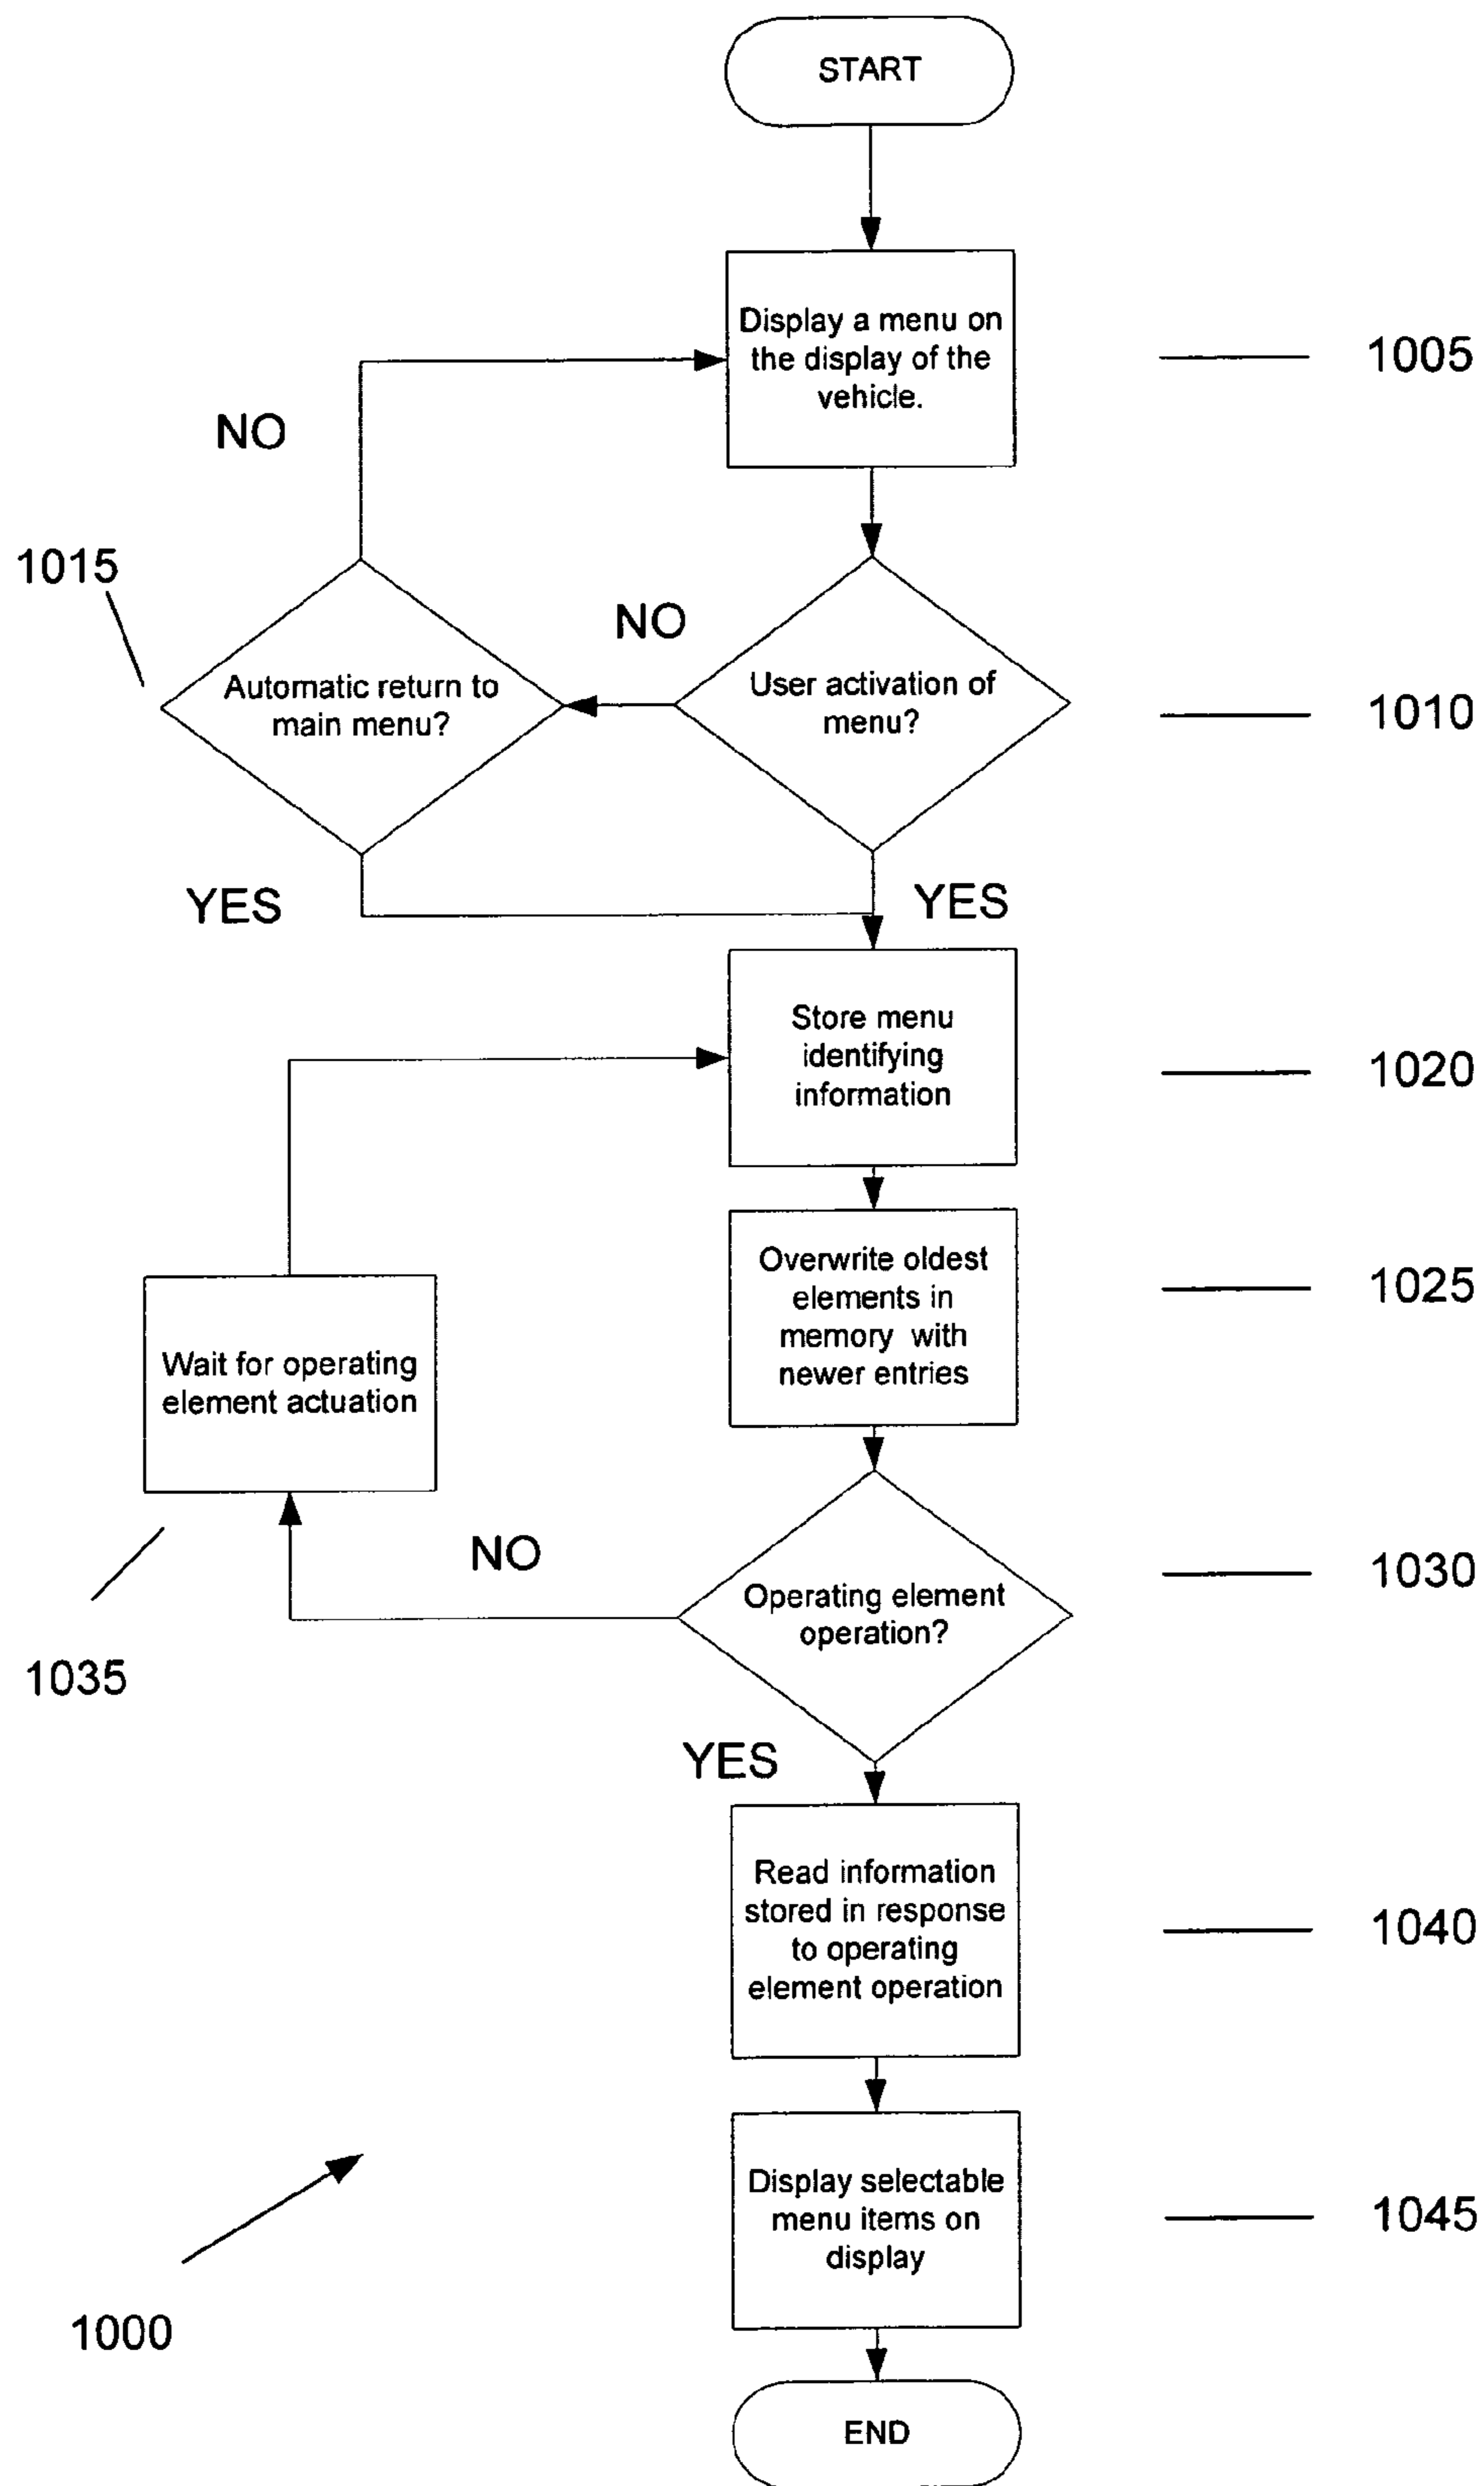 START
Display a menu on
the display of the
vehicle.
1005
NO
1015
NO
Automatic return to
main menu?
User activation of
menu?
1010
YES
YES
Store menu
identifying
information
1020
Overwrite oldest
elements in
memory with
newer entries
1025
Wait for operating
element actuation
NO
1030
Operating element
operation?
1035
YES
Read information
stored in response
to operating
element operation
1040
Display selectable
menu items on
display
1045
1000
END